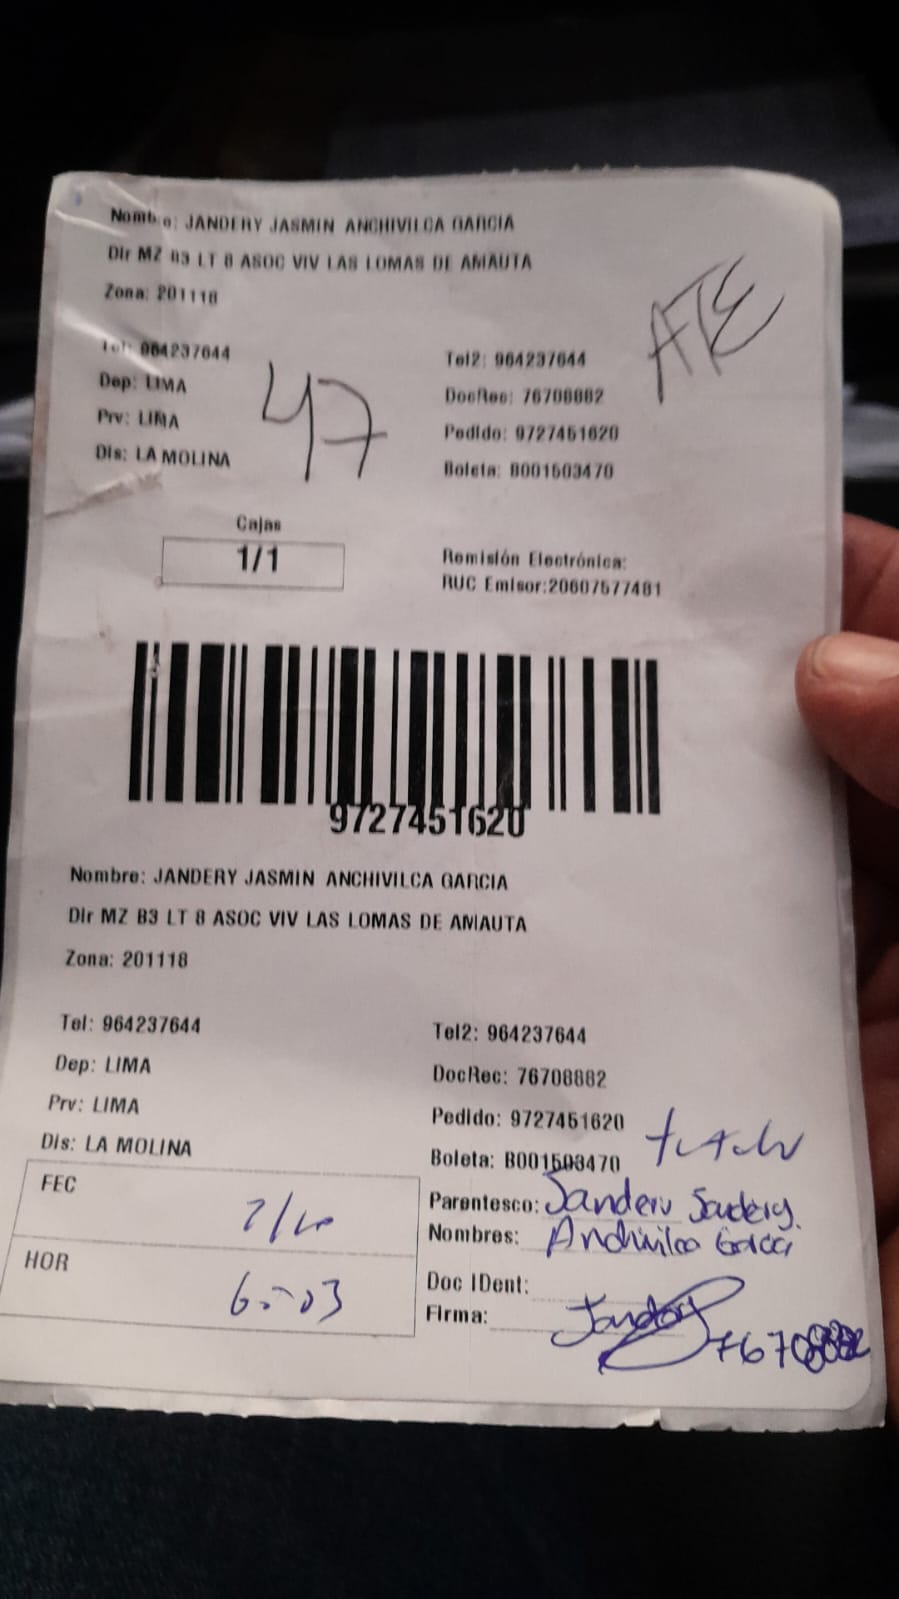 Nombre: JANDERY JASMIN ANCHIVILCA GARCIA
Dir MZ B3 LT 8 ASOC VIV LAS LOMAS DE AMAUTA
Zona: 201118
ATE
Tel: 964237644 Tel2: 964237644
Dep: LIMA DocRec: 76708882
Prv: LIMA Pedido: 9727451620
Dis: LA MOLINA Boleta: B001503470
47
Cajas
1/1
Remisión Electrónica:
RUC Emisor:20607577481
9727451620
Nombre: JANDERY JASMIN ANCHIVILCA GARCIA
Dir MZ B3 LT 8 ASOC VIV LAS LOMAS DE AMAUTA
Zona: 201118
Tel: 964237644 Tel2: 964237644
Dep: LIMA DocRec: 76708882
Prv: LIMA Pedido: 9727451620
Dis: LA MOLINA Boleta: B001503470
FEC
HOR
Parentesco:
Nombres:
Doc IDent:
Firma: